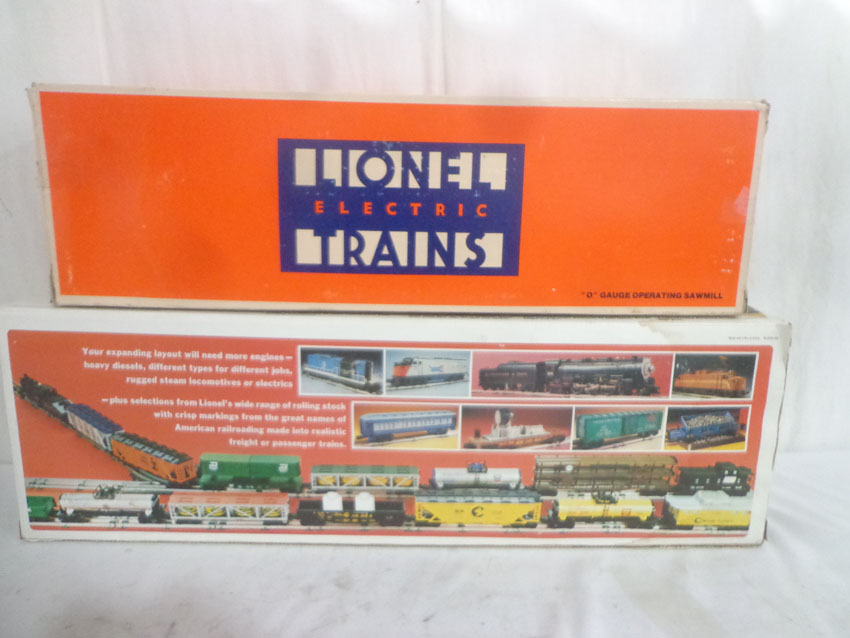 LIONEL
ELECTRIC
TRAINS
"O" GAUGE OPERATING SAWMILL
Your expanding layout will need more engines—
heavy diesels, different types for different jobs,
rugged steam locomotives or electrics
—plus selections from Lionel's wide range of rolling stock
with crisp markings from the great names of
American railroading made into realistic
freight or passenger trains.